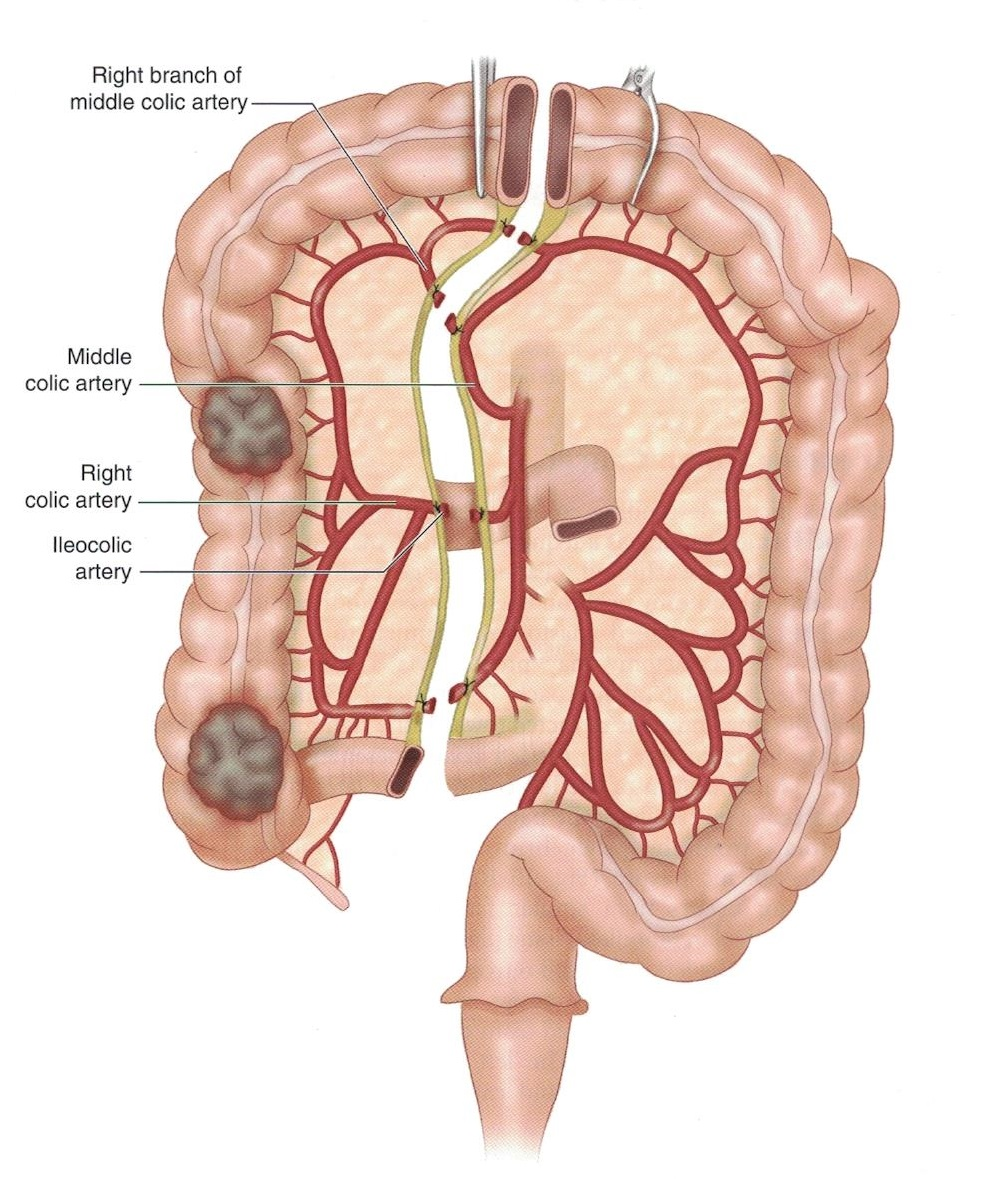 Right branch of
middle colic artery
Middle
colic artery
Right
colic artery
Ileocolic
artery